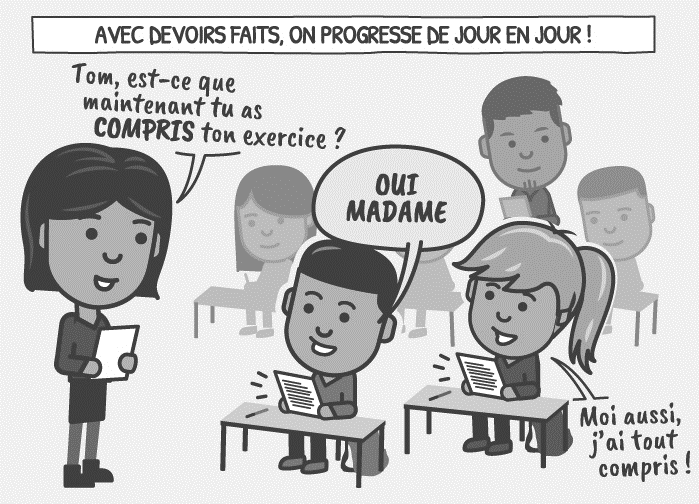 AVEC DEVOIRS FAITS, ON PROGRESSE DE JOUR EN JOUR !
Tom, est-ce que
maintenant tu as
COMPRIS ton exercice ?
OUI
MADAME
Moi aussi,
j'ai tout
compris !